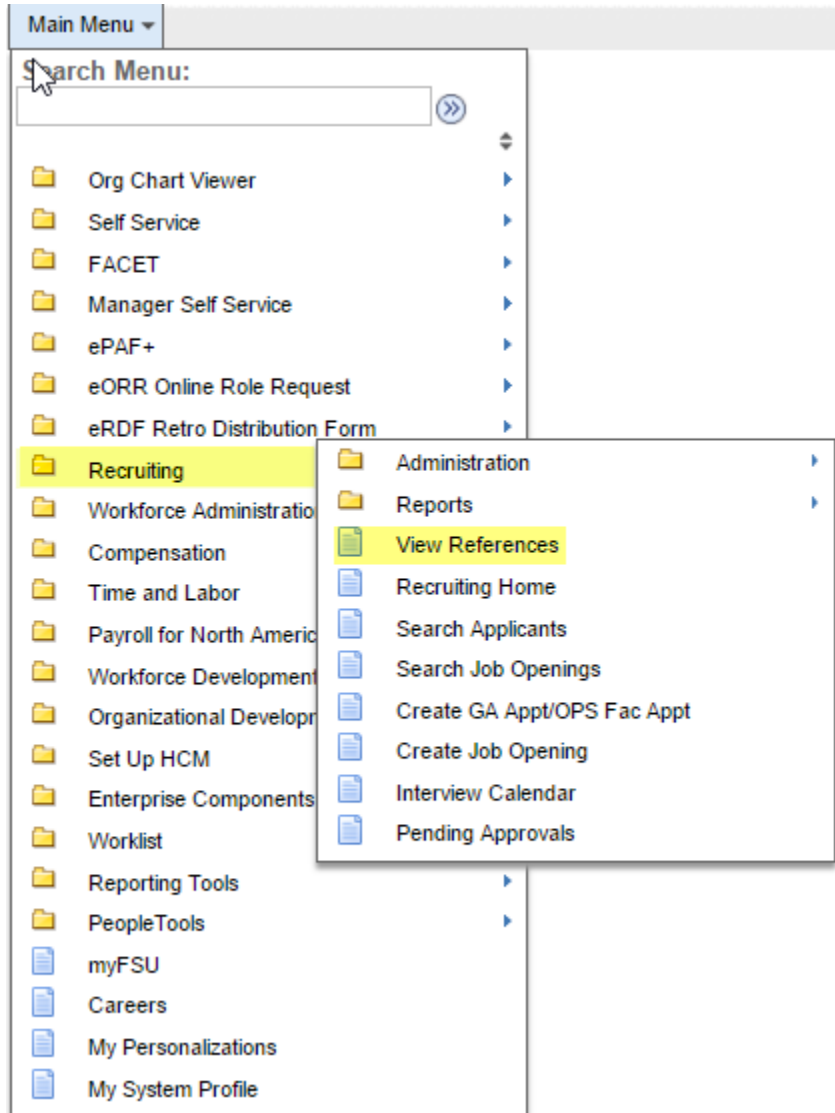 Main Menu
Search Menu:
Org Chart Viewer
Self Service
FACET
Manager Self Service
ePAF+
eORR Online Role Request
eRDF Retro Distribution Form
Recruiting
Workforce Administratio
Compensation
Time and Labor
Payroll for North Americ
Workforce Development
Organizational Developr
Set Up HCM
Enterprise Components
Worklist
Reporting Tools
PeopleTools
myFSU
Careers
My Personalizations
My System Profile
Administration
Reports
View References
Recruiting Home
Search Applicants
Search Job Openings
Create GA Appt/OPS Fac Appt
Create Job Opening
Interview Calendar
Pending Approvals